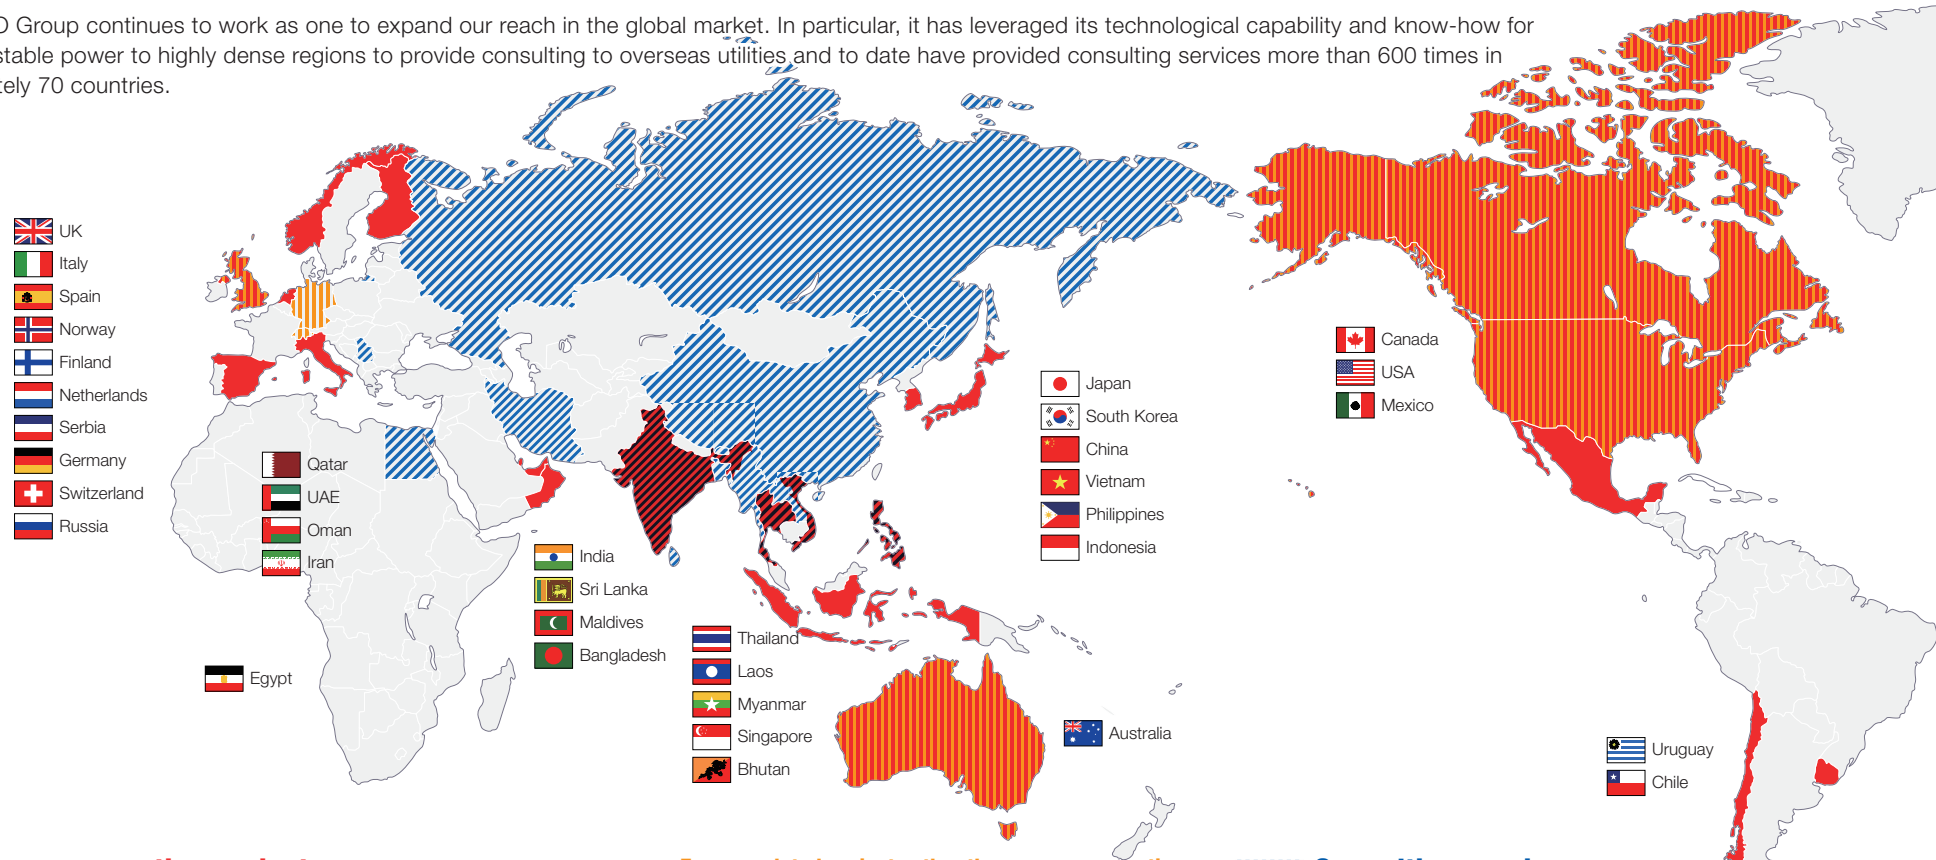 Group continues to work as one to expand our reach in the global market. In particular, it has leveraged its technological capability and know-how for
stable power to highly dense regions to provide consulting to overseas utilities and to date have provided consulting services more than 600 times in
70 countries.
UK
Italy
Spain
Norway
Finland
Netherlands
Serbia
Germany
Switzerland
Russia
Qatar
UAE
Oman
Iran
Egypt
India
Sri Lanka
Maldives
Bangladesh
Thailand
Laos
Myanmar
Singapore
Bhutan
Japan
South Korea
China
Vietnam
Philippines
Indonesia
Australia
Canada
USA
Mexico
Uruguay
Chile